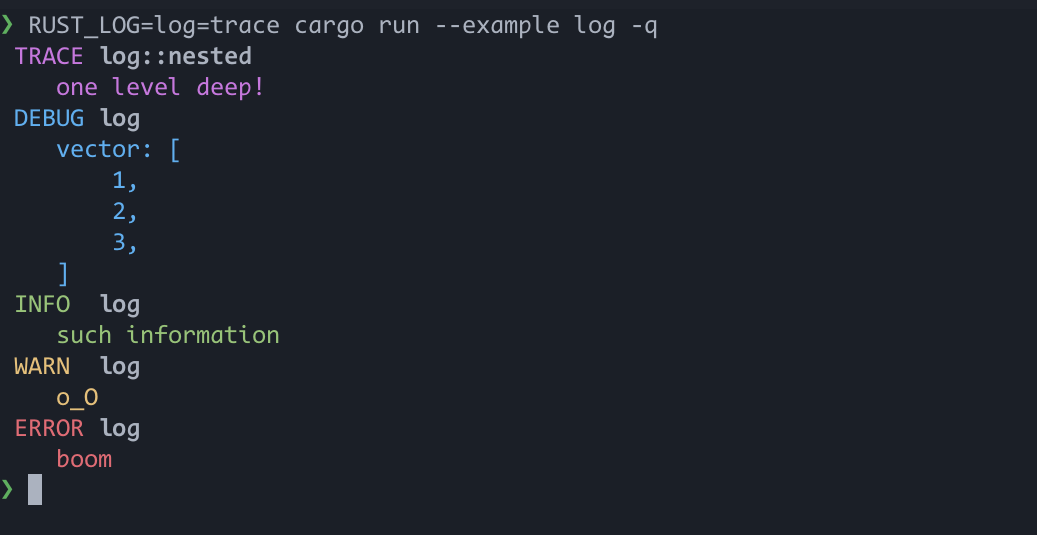 ❯ RUST_LOG=log=trace cargo run --example log -q
TRACE log::nested
   one level deep!
DEBUG log
   vector: [
       1,
       2,
       3,
   ]
INFO  log
   such information
WARN  log
   o_O
ERROR log
   boom
❯